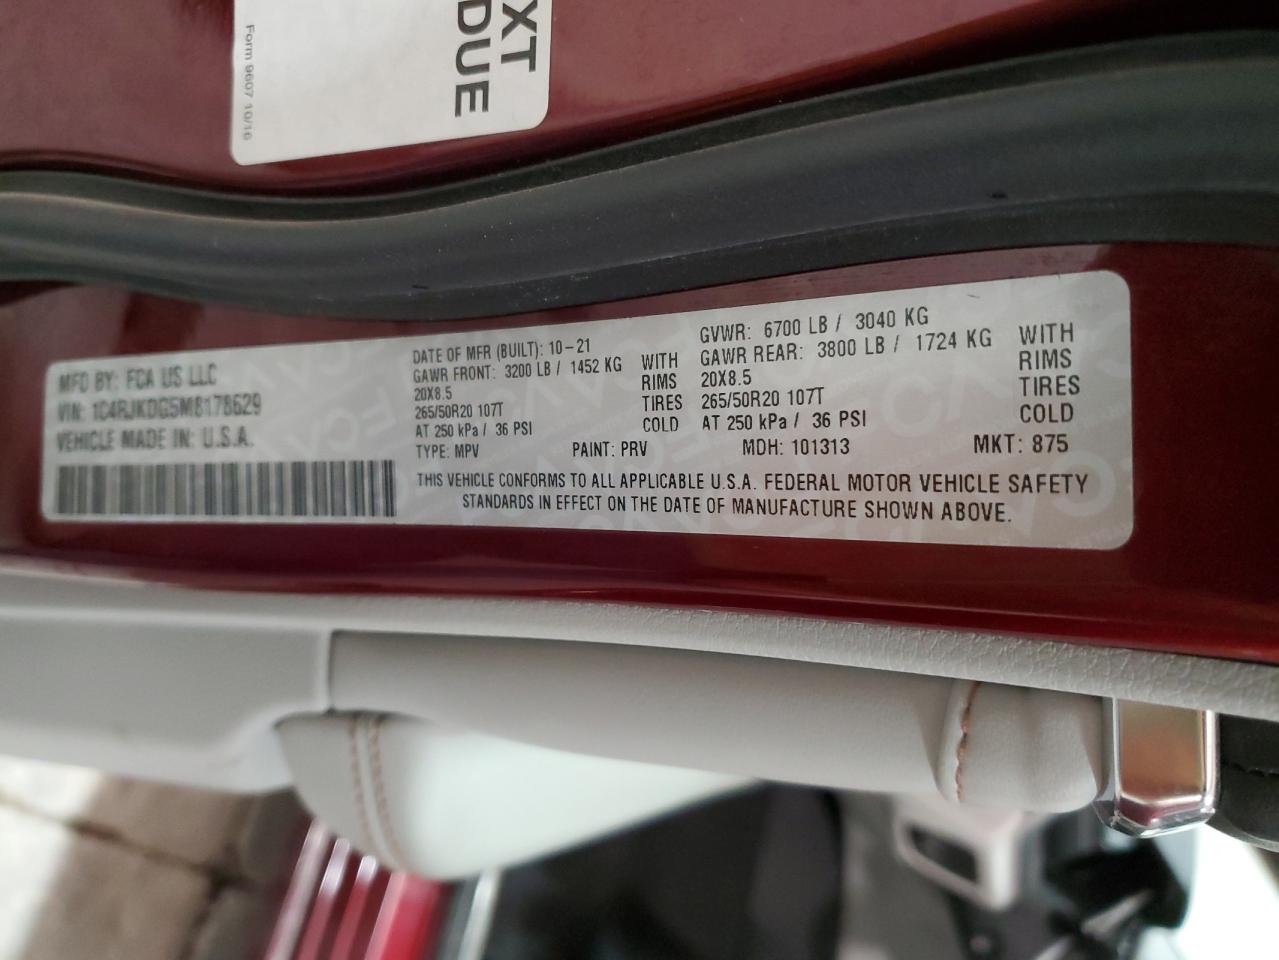 XT
DUE
Form 9607 10/16
MFD BY: FCA US LLC
VIN: 1C4RJKDG5M8178629
VEHICLE MADE IN: U.S.A.
DATE OF MFR (BUILT): 10-21
GAWR FRONT: 3200 LB / 1452 KG WITH
20X8.5 RIMS
265/50R20 107T TIRES
AT 250 kPa / 36 PSI COLD
GVWR: 6700 LB / 3040 KG
GAWR REAR: 3800 LB / 1724 KG WITH
20X8.5 RIMS
265/50R20 107T TIRES
AT 250 kPa / 36 PSI COLD
TYPE: MPV PAINT: PRV MDH: 101313 MKT: 875
THIS VEHICLE CONFORMS TO ALL APPLICABLE U.S.A. FEDERAL MOTOR VEHICLE SAFETY
STANDARDS IN EFFECT ON THE DATE OF MANUFACTURE SHOWN ABOVE.